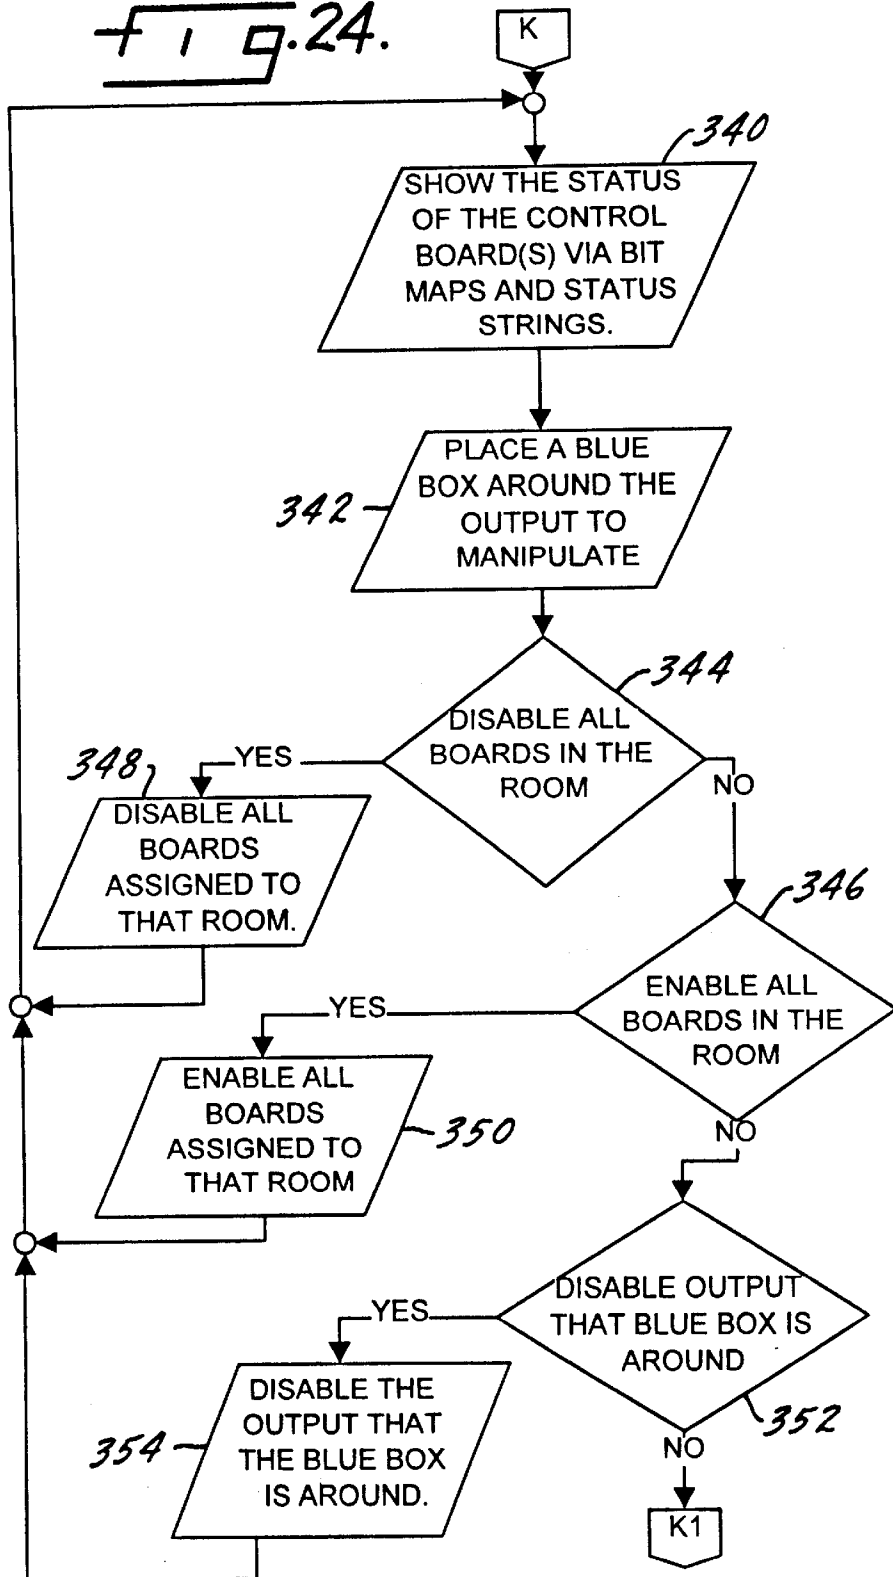 Fig. 24.
K
340
SHOW THE STATUS
OF THE CONTROL
BOARD(S) VIA BIT
MAPS AND STATUS
STRINGS.
342
PLACE A BLUE
BOX AROUND THE
OUTPUT TO
MANIPULATE
344
DISABLE ALL
BOARDS IN THE
ROOM
YES
NO
348
DISABLE ALL
BOARDS
ASSIGNED TO
THAT ROOM.
346
ENABLE ALL
BOARDS IN THE
ROOM
YES
NO
ENABLE ALL
BOARDS
ASSIGNED TO
THAT ROOM
350
DISABLE OUTPUT
THAT BLUE BOX IS
AROUND
352
YES
NO
354
DISABLE THE
OUTPUT THAT
THE BLUE BOX
IS AROUND.
K1